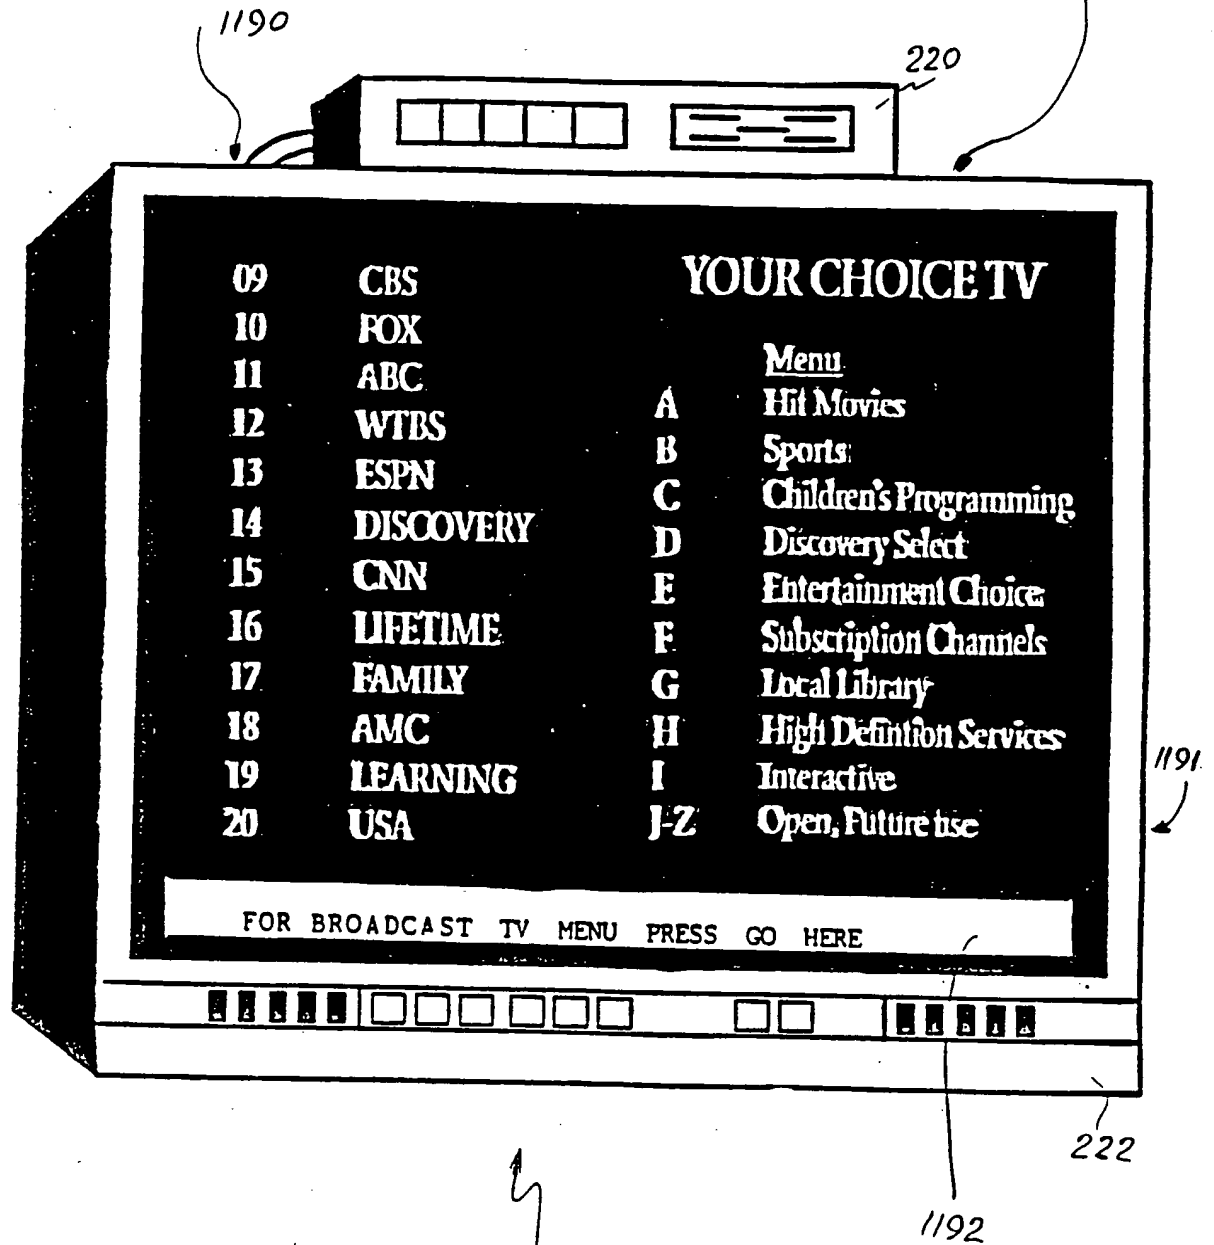 1190
220
09 CBS
10 FOX
11 ABC
12 WTBS
13 ESPN
14 DISCOVERY
15 CNN
16 LIFETIME
17 FAMILY
18 AMC
19 LEARNING
20 USA
YOUR CHOICE TV
Menu
A Hit Movies
B Sports
C Children's Programming
D Discovery Select
E Entertainment Choice
F Subscription Channels
G Local Library
H High Defintion Services
I Interactive
J-Z Open, Future use
1191
FOR BROADCAST TV MENU PRESS GO HERE
222
1192